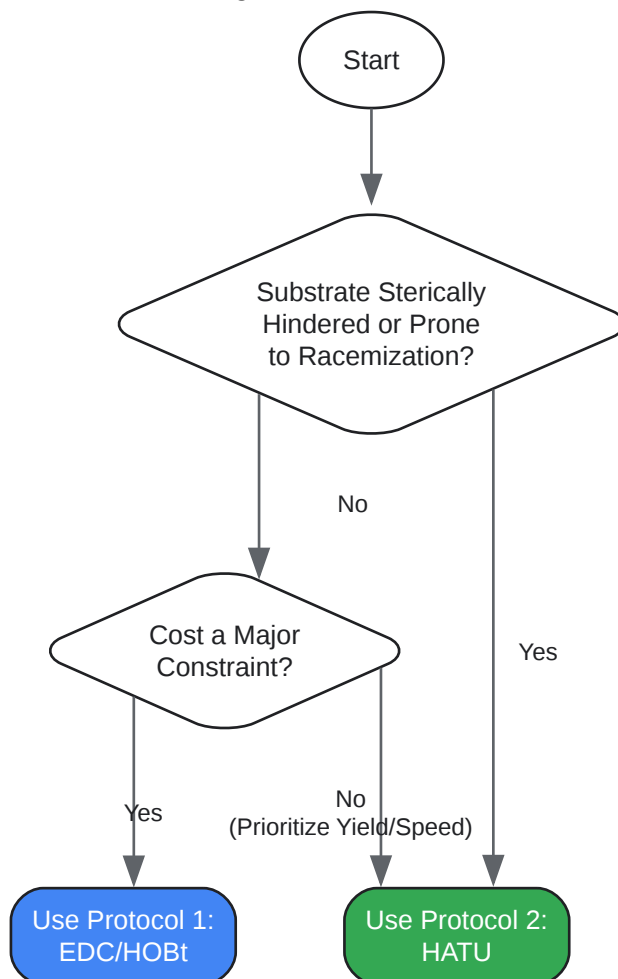 Start
Substrate Sterically
Hindered or Prone
to Racemization?
No
Cost a Major
Constraint?
Yes
Yes
No
(Prioritize Yield/Speed)
Use Protocol 1:
EDC/HOBt
Use Protocol 2:
HATU